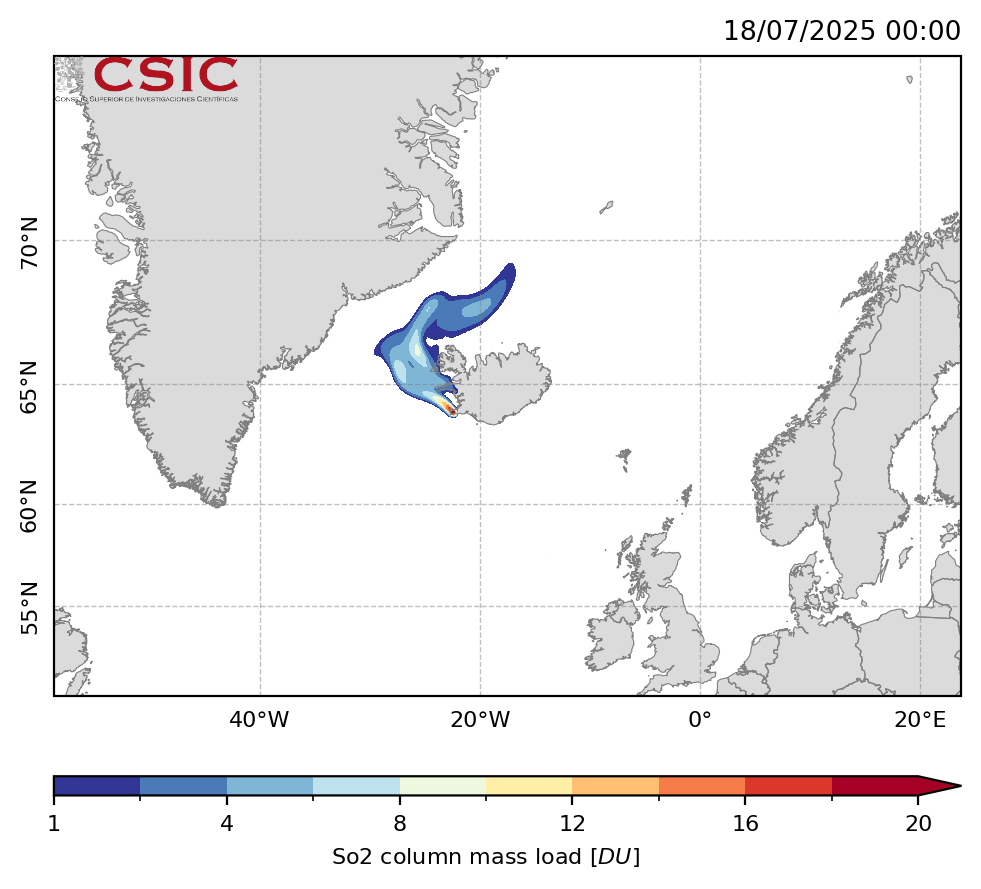 18/07/2025 00:00
CSIC
CONSEJO SUPERIOR DE INVESTIGACIONES CIENTÍFICAS
70°N
65°N
60°N
55°N
40°W 20°W 0° 20°E
1 4 8 12 16 20
So2 column mass load [DU]